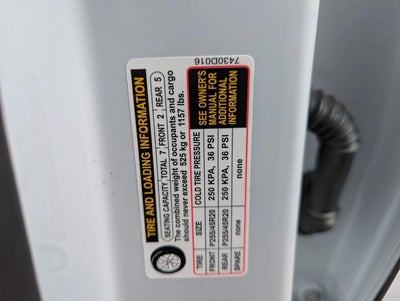 7430D016
TIRE AND LOADING INFORMATION
SEATING CAPACITY TOTAL 7 FRONT 2 REAR 5
The combined weight of occupants and cargo
should never exceed 525 kg or 1157 lbs.
TIRE SIZE COLD TIRE PRESSURE
FRONT P255/45R20 250 KPA, 36 PSI
REAR P255/45R20 250 KPA, 36 PSI
SPARE none none
SEE OWNER'S
MANUAL FOR
ADDITIONAL
INFORMATION